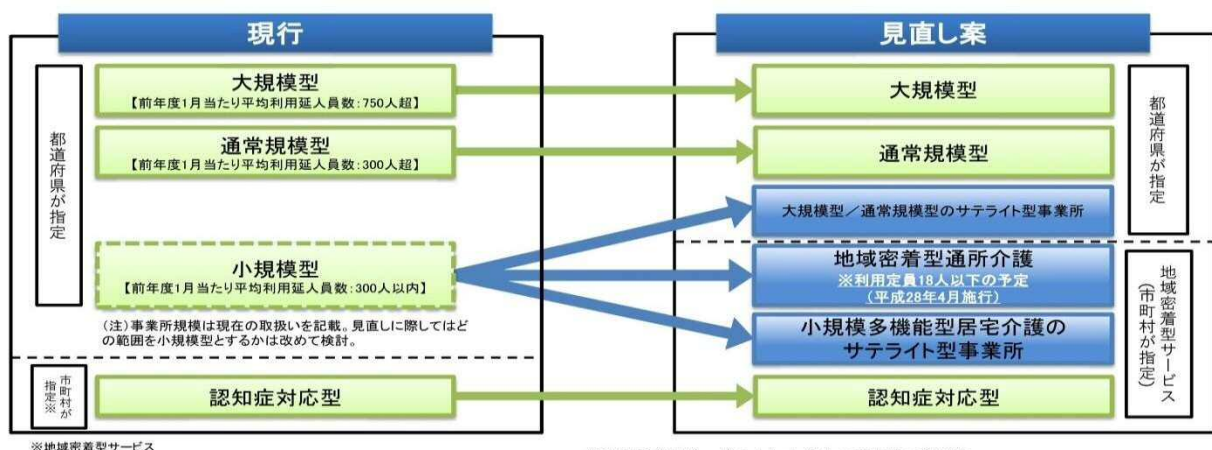 現行
都道府県が指定
大規模型
【前年度1月当たり平均利用延人員数:750人超】
通常規模型
【前年度1月当たり平均利用延人員数:300人超】
小規模型
【前年度1月当たり平均利用延人員数:300人以内】
(注)事業所規模は現在の取扱いを記載。見直しに際してはど
の範囲を小規模型とするかは改めて検討。
市町村が
指定※
認知症対応型
※地域密着型サービス
見直し案
大規模型
通常規模型
大規模型/通常規模型のサテライト型事業所
都道府県が指定
地域密着型通所介護
※利用定員18人以下の予定
(平成28年4月施行)
小規模多機能型居宅介護の
サテライト型事業所
認知症対応型
地域密着型サービス
(市町村が指定)